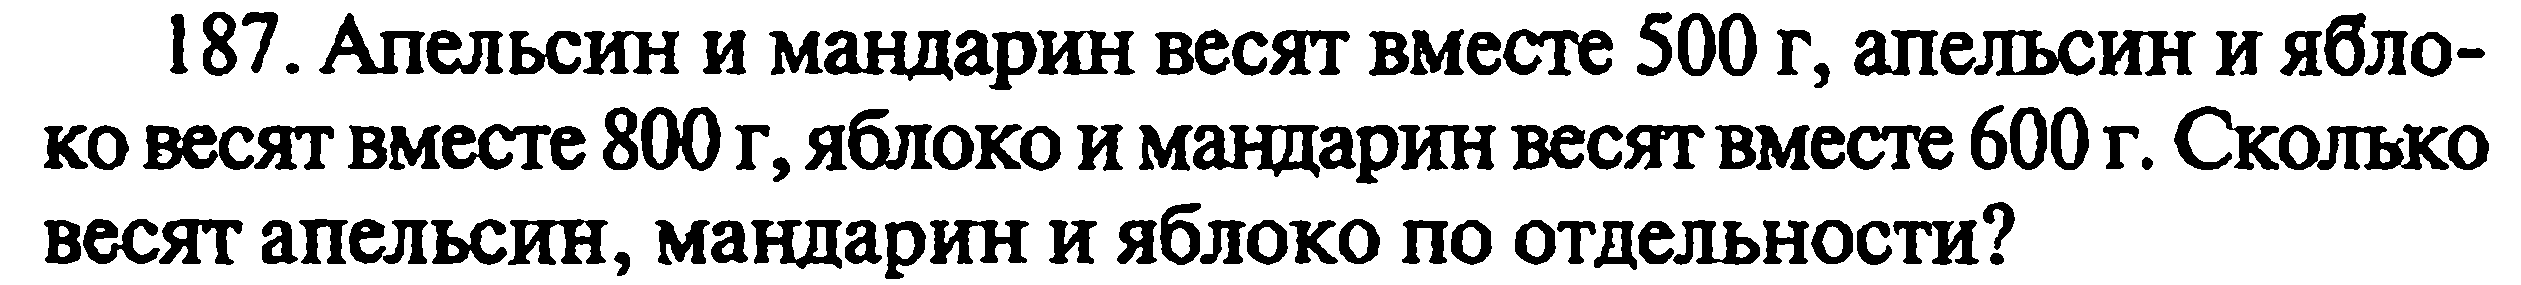 187. Апельсин и мандарин весят вместе 500 г, апельсин и ябло-
ко весят вместе 800 г, яблоко и мандарин весят вместе 600 г. Сколько
весят апельсин, мандарин и яблоко по отдельности?